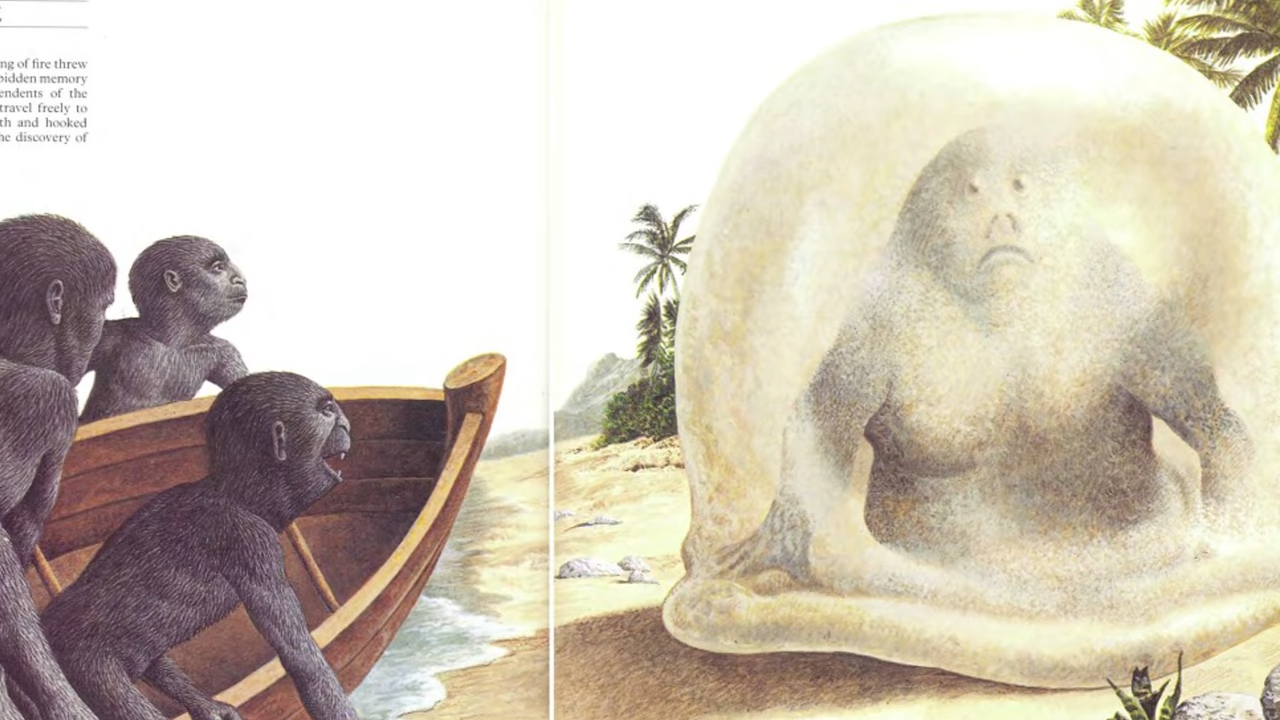 ng of fire threw
bidden memory
endents of the
travel freely to
th and hooked
he discovery of